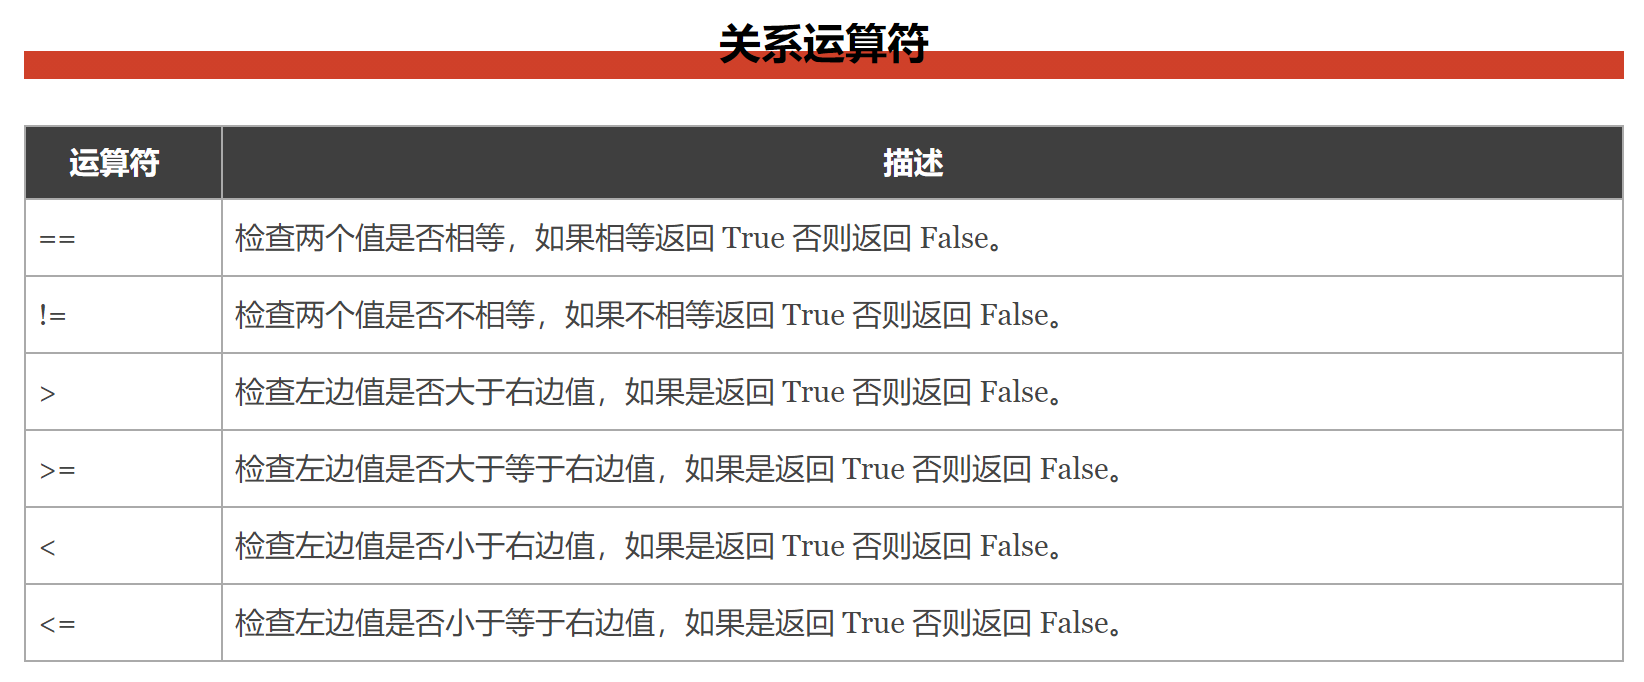 关系运算符
运算符 描述
== 检查两个值是否相等，如果相等返回 True 否则返回 False。
!= 检查两个值是否不相等，如果不相等返回 True 否则返回 False。
> 检查左边值是否大于右边值，如果是返回 True 否则返回 False。
>= 检查左边值是否大于等于右边值，如果是返回 True 否则返回 False。
< 检查左边值是否小于右边值，如果是返回 True 否则返回 False。
<= 检查左边值是否小于等于右边值，如果是返回 True 否则返回 False。